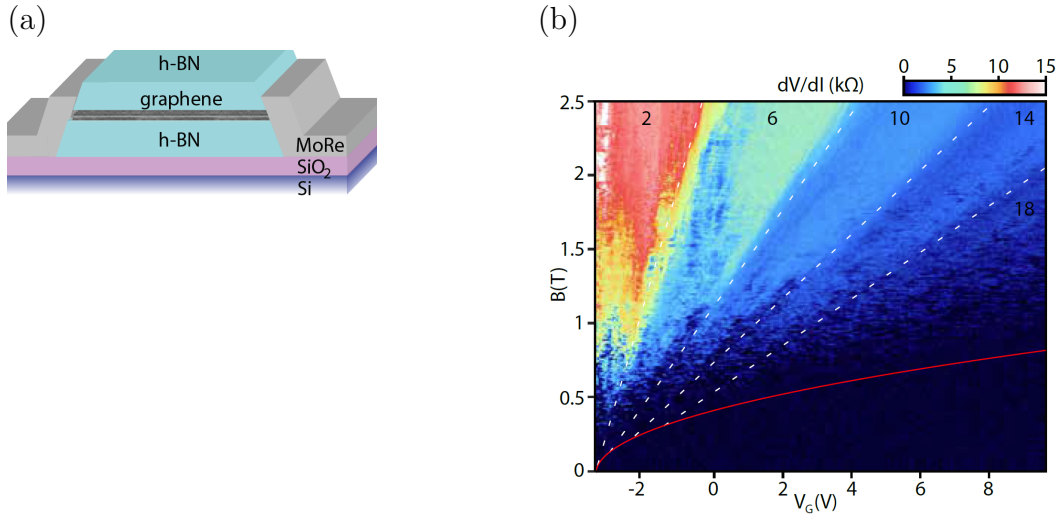 (a)
h-BN
graphene
h-BN
MoRe
SiO₂
Si
(b)
dV/dI (kΩ)
0 5 10 15
2.5
2
1.5
1
0.5
0
B(T)
2 6 10 14
18
-2 0 2 4 6 8
V_G(V)